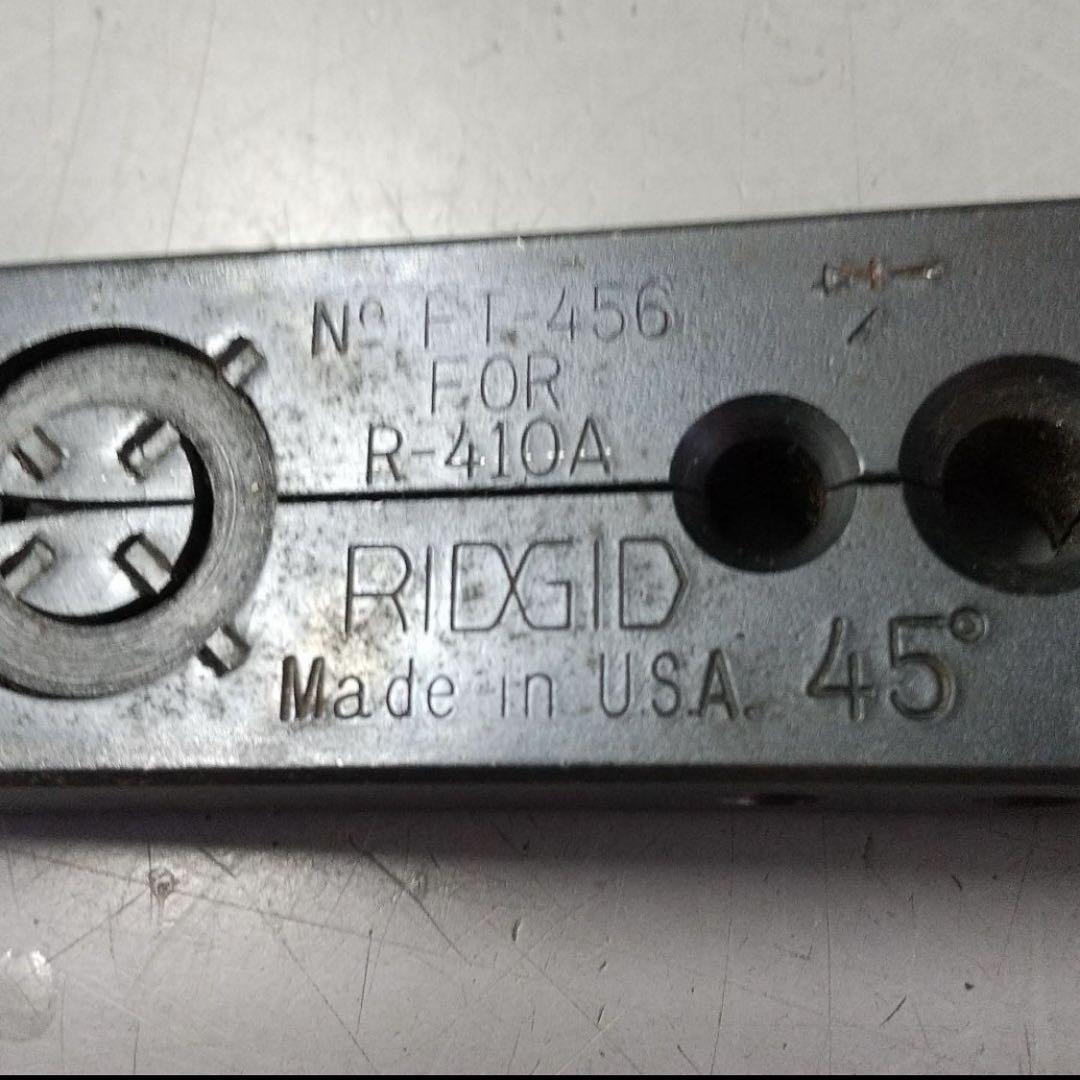 Nº FT-456
FOR
R-410A
RIDGID
Made in U.S.A. 45°